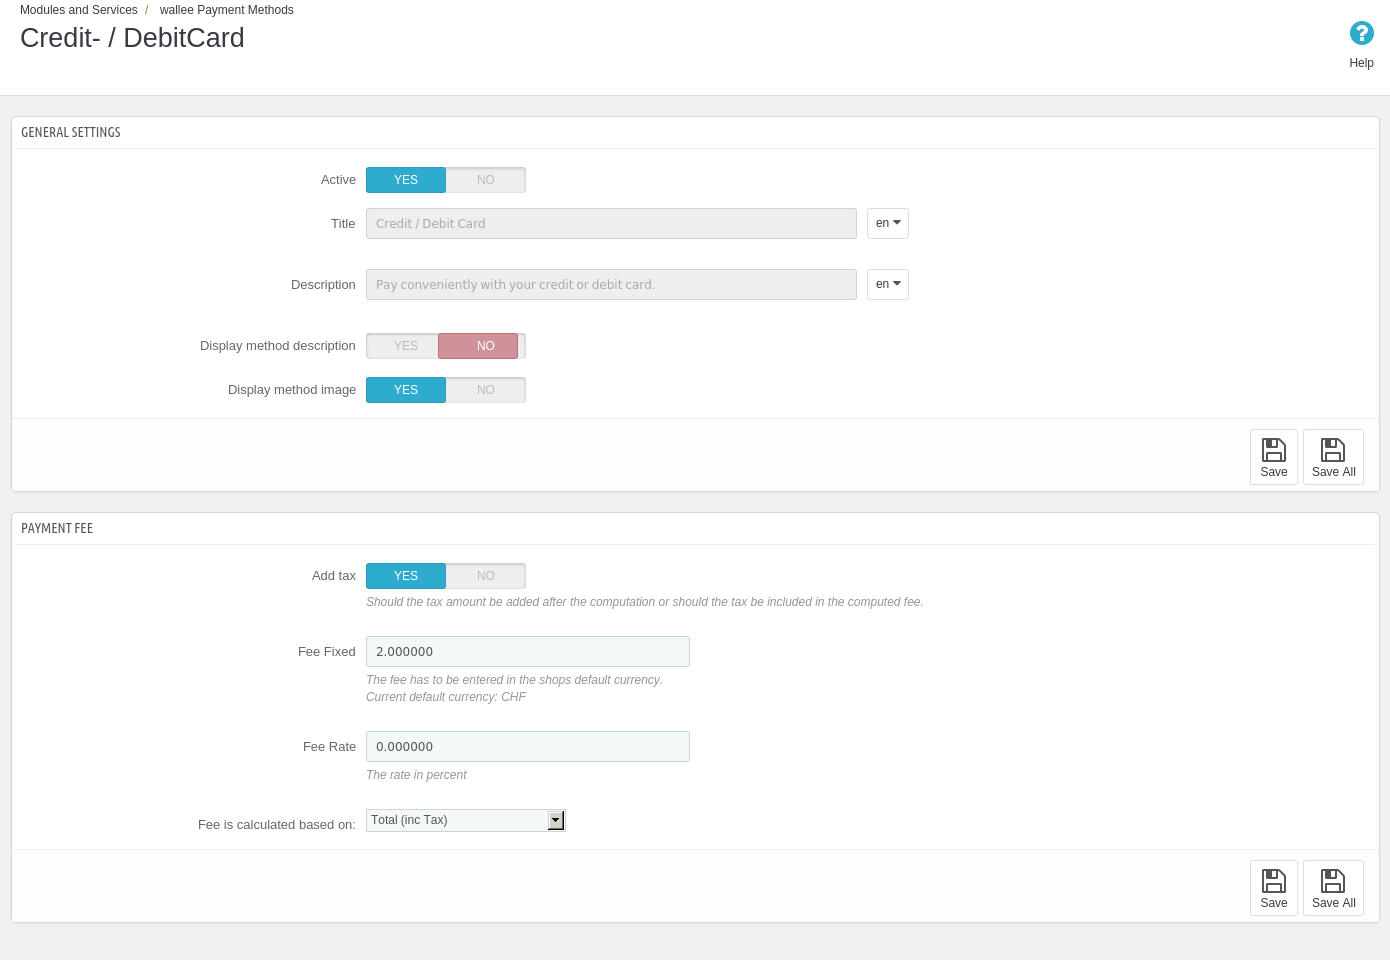 Modules and Services / wallee Payment Methods
Credit- / DebitCard
Help
GENERAL SETTINGS
Active YES NO
Title Credit / Debit Card en
Description Pay conveniently with your credit or debit card. en
Display method description YES NO
Display method image YES NO
Save Save All
PAYMENT FEE
Add tax YES NO
Should the tax amount be added after the computation or should the tax be included in the computed fee.
Fee Fixed 2.000000
The fee has to be entered in the shops default currency.
Current default currency: CHF
Fee Rate 0.000000
The rate in percent
Fee is calculated based on: Total (inc Tax)
Save Save All